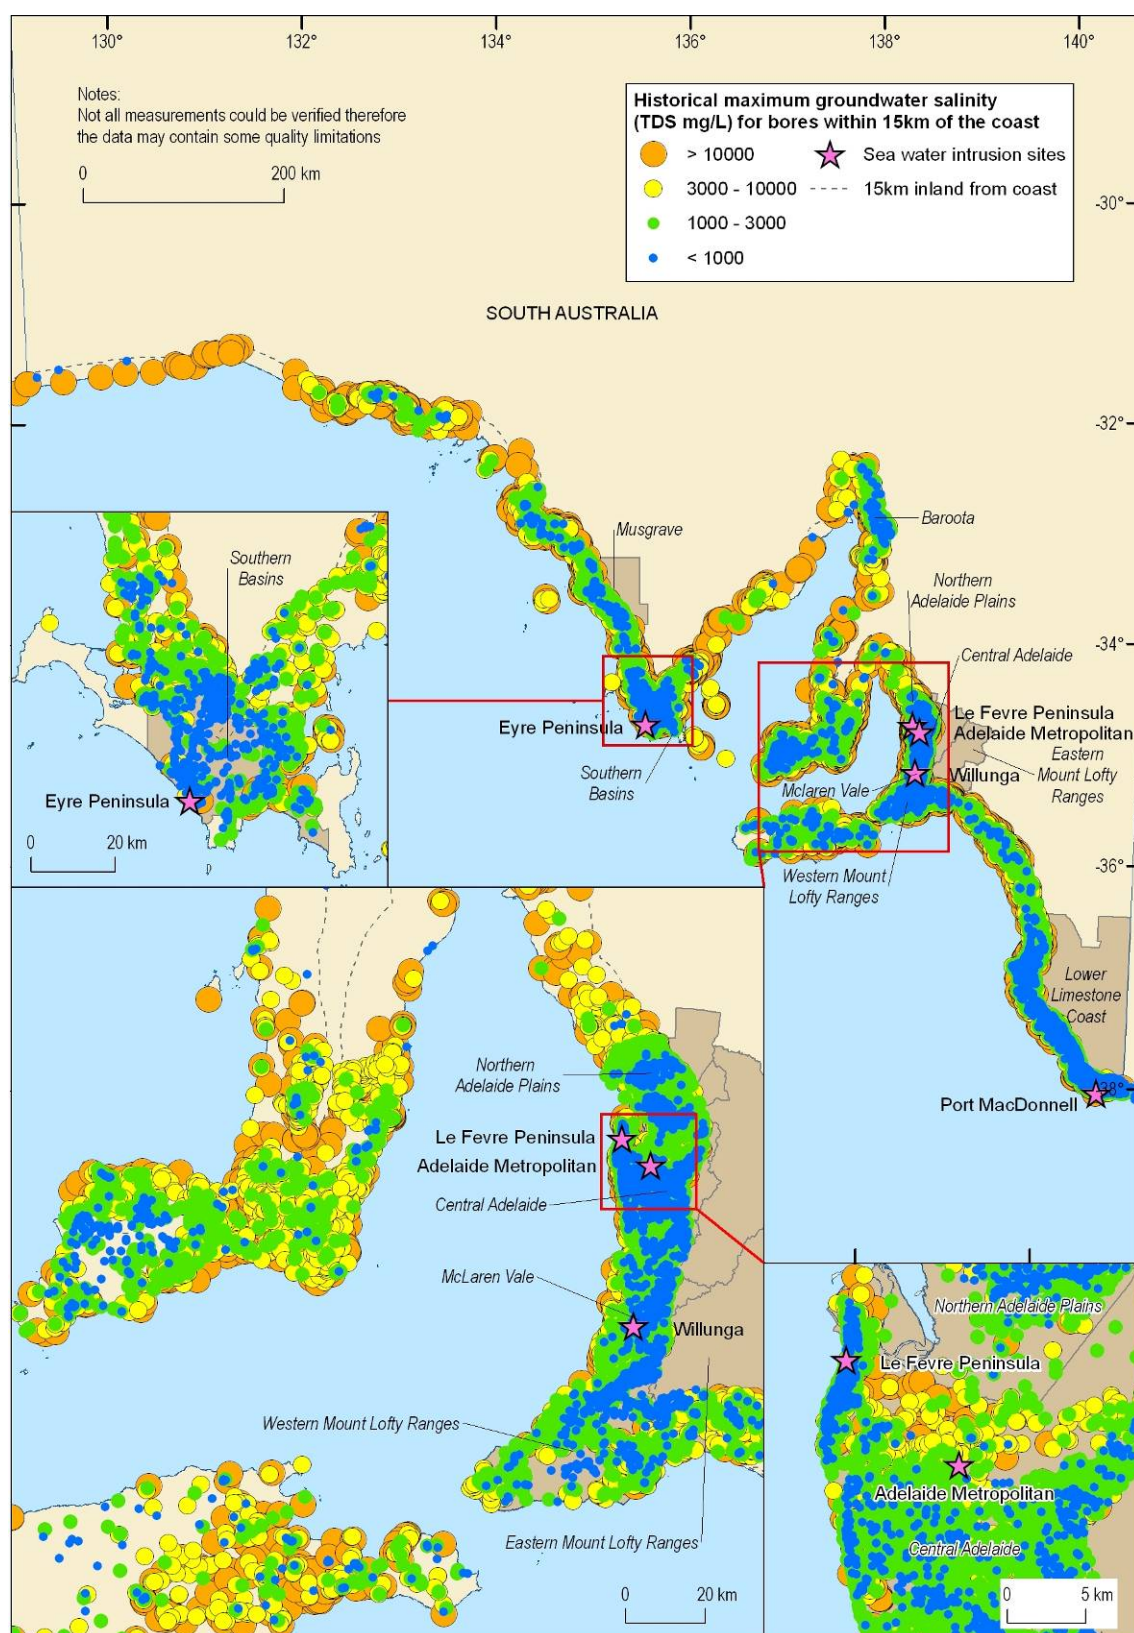 130°
132°
134°
136°
138°
140°
Notes:
Not all measurements could be verified therefore
the data may contain some quality limitations
0
200 km
Historical maximum groundwater salinity
(TDS mg/L) for bores within 15km of the coast
> 10000
Sea water intrusion sites
3000 - 10000
15km inland from coast
1000 - 3000
< 1000
-30°
SOUTH AUSTRALIA
-32°
Musgrave
Baroota
Northern
Adelaide Plains
-34°
Central Adelaide
Le Fevre Peninsula
Adelaide Metropolitan
Eyre Peninsula
Eastern
Mount Lofty
Ranges
Willunga
Mclaren Vale
Southern
Basins
-36°
Western Mount
Lofty Ranges
Lower
Limestone
Coast
-38°
Port MacDonnell
Southern
Basins
Eyre Peninsula
0
20 km
Northern
Adelaide Plains
Le Fevre Peninsula
Adelaide Metropolitan
Central Adelaide
McLaren Vale
Willunga
Western Mount Lofty Ranges
Eastern Mount Lofty Ranges
0
20 km
Northern Adelaide Plains
Le Fevre Peninsula
Adelaide Metropolitan
Central Adelaide
0
5 km